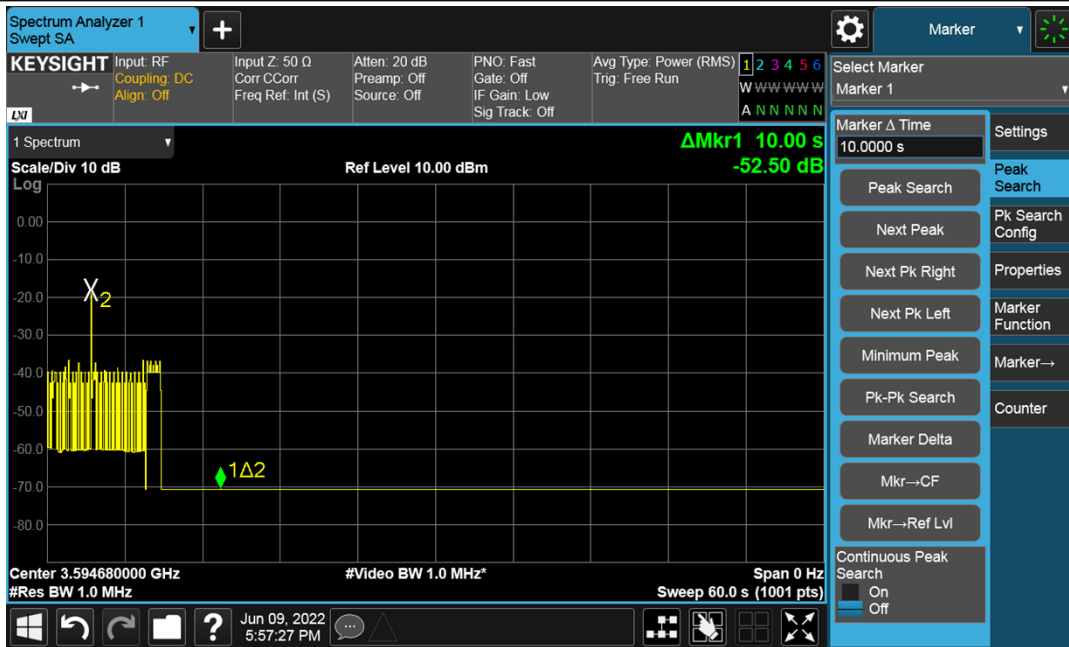 Spectrum Analyzer 1
Swept SA
+
Marker
KEYSIGHT
LXI
Input: RF
Coupling: DC
Align: Off
Input Z: 50 Ω
Corr CCorr
Freq Ref: Int (S)
Atten: 20 dB
Preamp: Off
Source: Off
PNO: Fast
Gate: Off
IF Gain: Low
Sig Track: Off
Avg Type: Power (RMS)
Trig: Free Run
1 2 3 4 5 6
W W W W W W
A N N N N N
Select Marker
Marker 1
1 Spectrum
ΔMkr1 10.00 s
-52.50 dB
Scale/Div 10 dB
Ref Level 10.00 dBm
Log
0.00
-10.0
-20.0
-30.0
-40.0
-50.0
-60.0
-70.0
-80.0
2
1Δ2
Center 3.594680000 GHz
#Video BW 1.0 MHz*
Span 0 Hz
#Res BW 1.0 MHz
Sweep 60.0 s (1001 pts)
Marker Δ Time
10.0000 s
Peak Search
Next Peak
Next Pk Right
Next Pk Left
Minimum Peak
Pk-Pk Search
Marker Delta
Mkr→CF
Mkr→Ref Lvl
Continuous Peak
Search
On
Off
Settings
Peak
Search
Pk Search
Config
Properties
Marker
Function
Marker→
Counter
?
Jun 09, 2022
5:57:27 PM